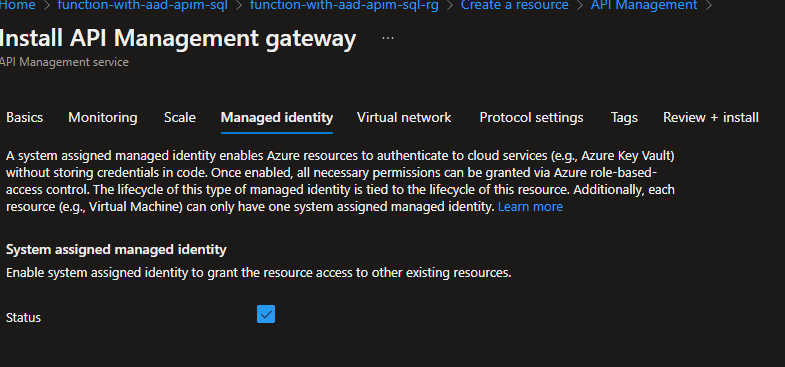 Home > function-with-aad-apim-sql > function-with-aad-apim-sql-rg > Create a resource > API Management >
Install API Management gateway ...
API Management service
Basics Monitoring Scale Managed identity Virtual network Protocol settings Tags Review + install
A system assigned managed identity enables Azure resources to authenticate to cloud services (e.g., Azure Key Vault)
without storing credentials in code. Once enabled, all necessary permissions can be granted via Azure role-based-
access control. The lifecycle of this type of managed identity is tied to the lifecycle of this resource. Additionally, each
resource (e.g., Virtual Machine) can only have one system assigned managed identity. Learn more
System assigned managed identity
Enable system assigned identity to grant the resource access to other existing resources.
Status